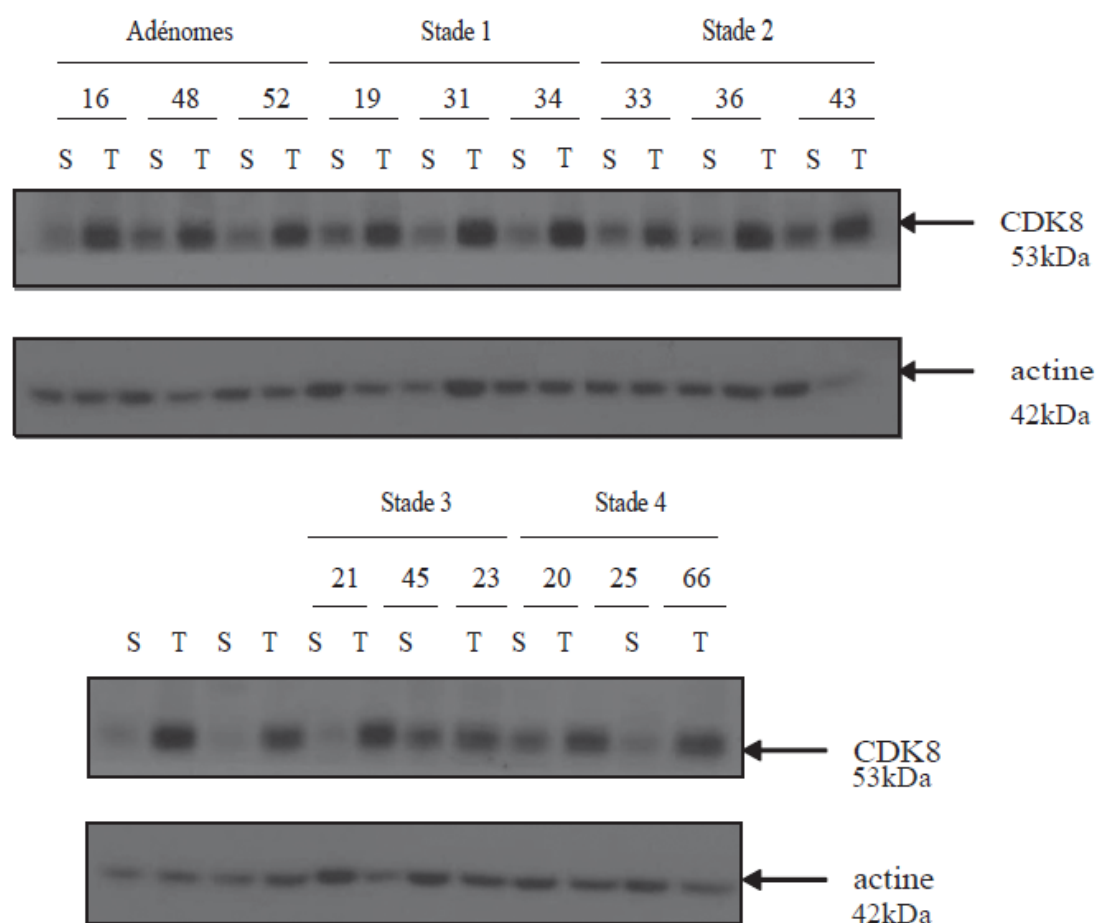 Adénomes Stade 1 Stade 2
16 48 52 19 31 34 33 36 43
S T S T S T S T S T S T S T S T S T
CDK8
53kDa
actine
42kDa
Stade 3 Stade 4
21 45 23 20 25 66
S T S T S T S T S T S T
CDK8
53kDa
actine
42kDa